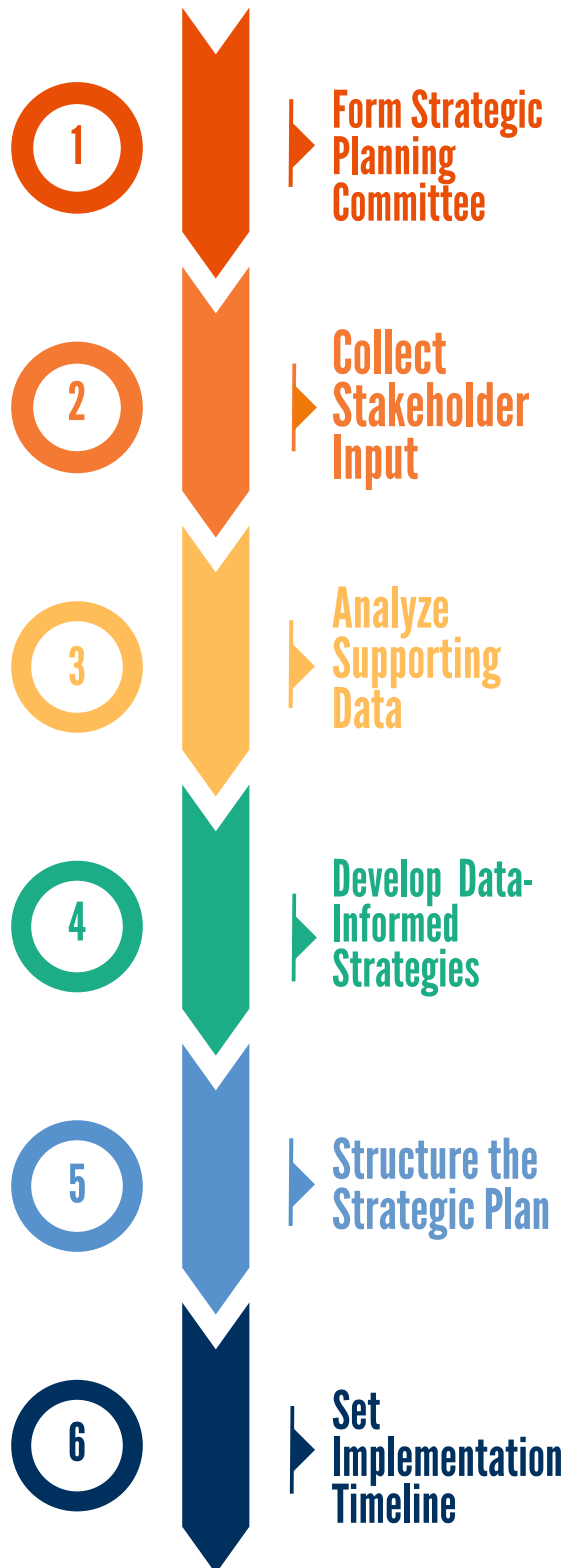 1
Form Strategic
Planning
Committee
2
Collect
Stakeholder
Input
3
Analyze
Supporting
Data
4
Develop Data-
Informed
Strategies
5
Structure the
Strategic Plan
6
Set
Implementation
Timeline